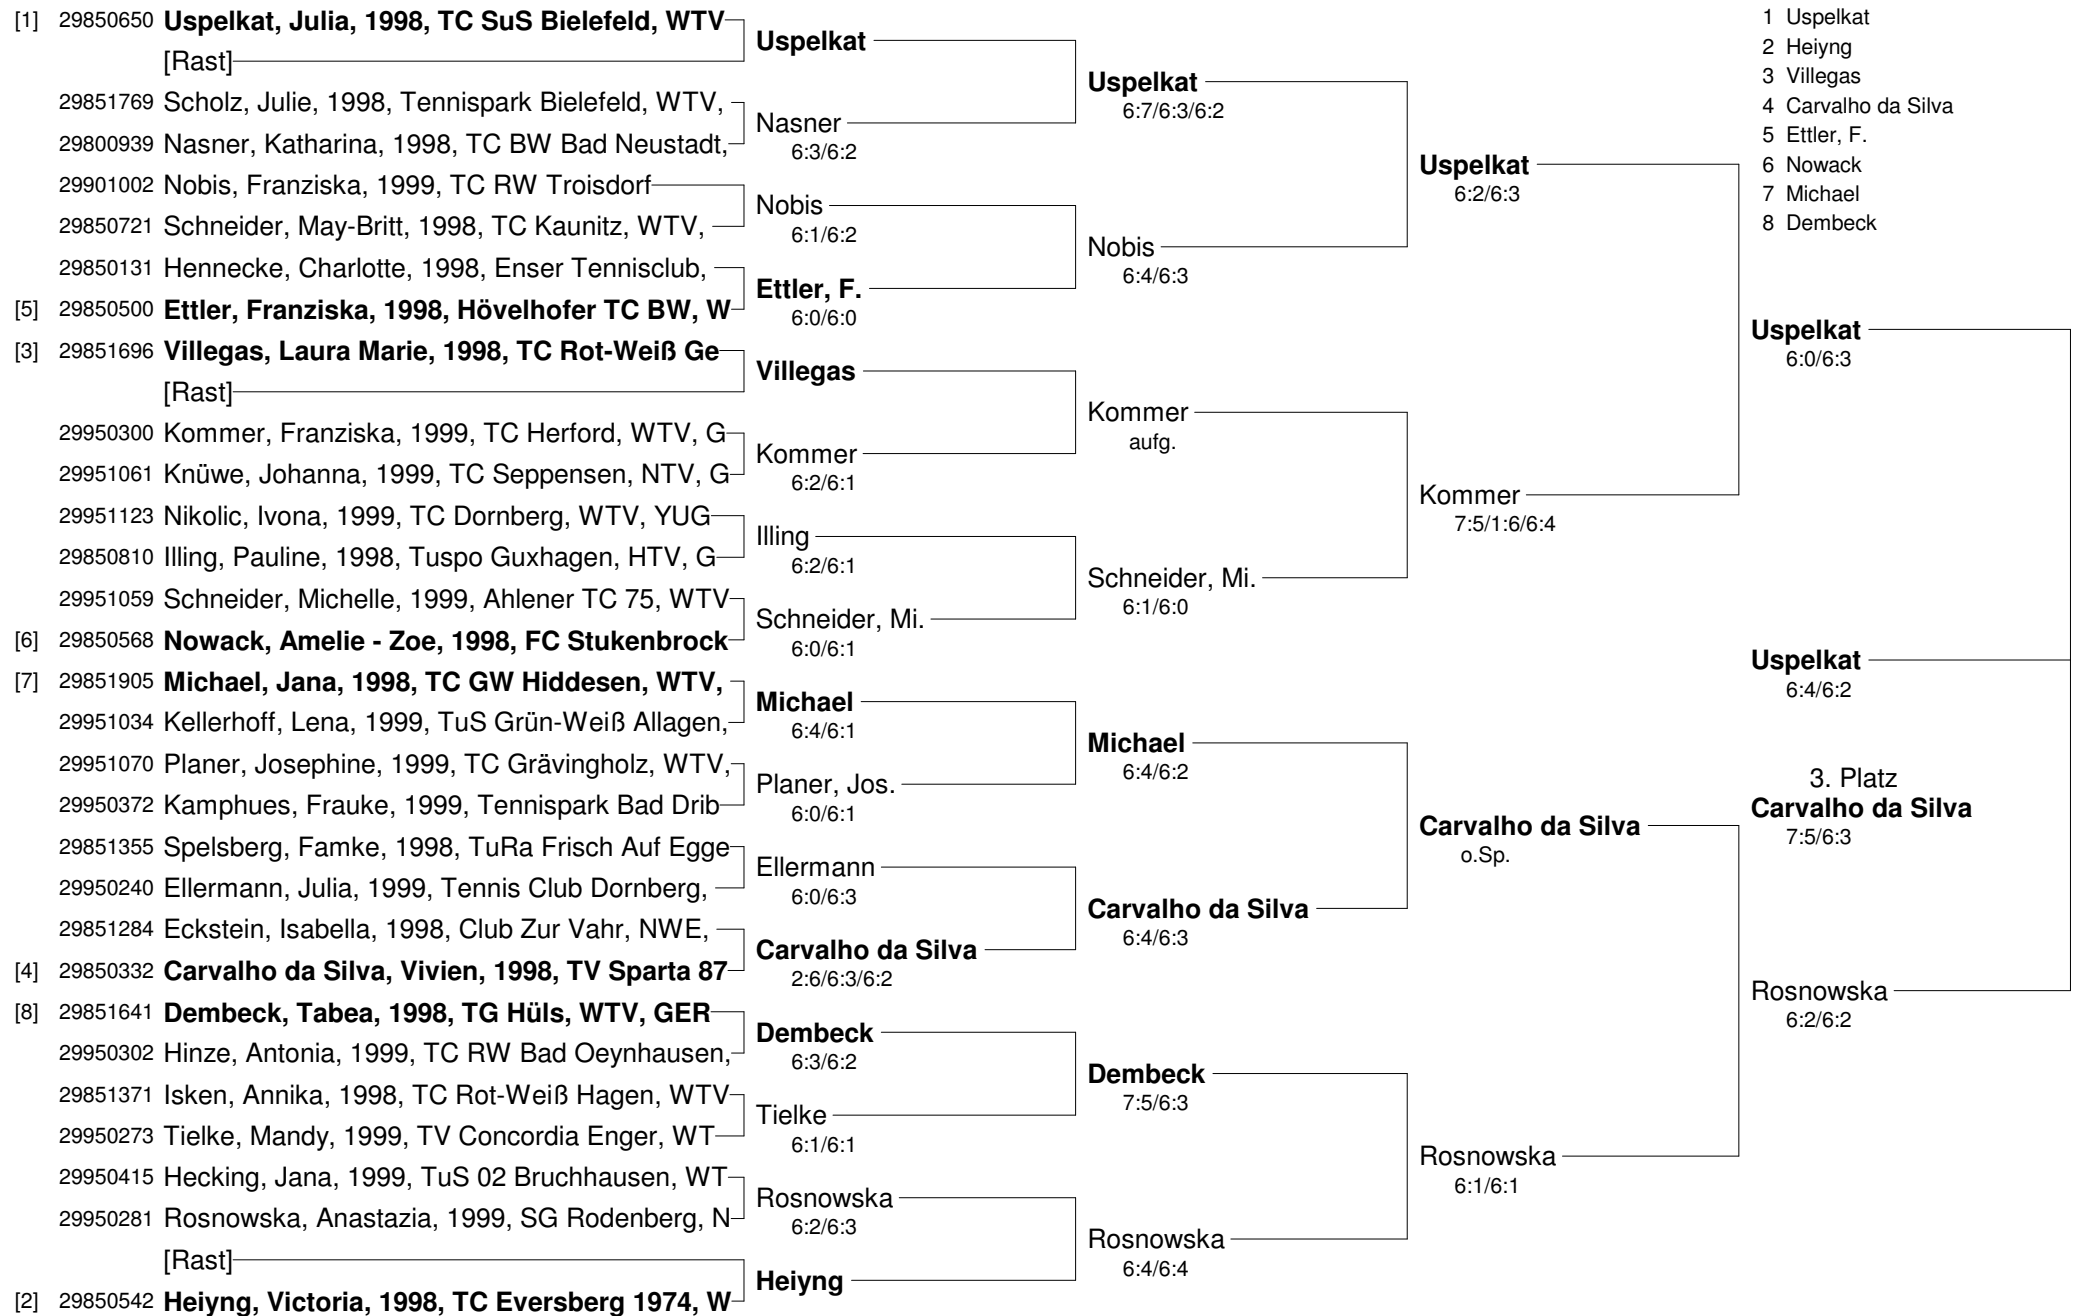 [1] 29850650 Uspelkat, Julia, 1998, TC SuS Bielefeld, WTV
[Rast]
29851769 Scholz, Julie, 1998, Tennispark Bielefeld, WTV,
29800939 Nasner, Katharina, 1998, TC BW Bad Neustadt,
29901002 Nobis, Franziska, 1999, TC RW Troisdorf
29850721 Schneider, May-Britt, 1998, TC Kaunitz, WTV,
29850131 Hennecke, Charlotte, 1998, Enser Tennisclub,
[5] 29850500 Ettler, Franziska, 1998, Hövelhofer TC BW, W
[3] 29851696 Villegas, Laura Marie, 1998, TC Rot-Weiß Ge
[Rast]
29950300 Kommer, Franziska, 1999, TC Herford, WTV, G
29951061 Knüwe, Johanna, 1999, TC Seppensen, NTV, G
29951123 Nikolic, Ivona, 1999, TC Dornberg, WTV, YUG
29850810 Illing, Pauline, 1998, Tuspo Guxhagen, HTV, G
29951059 Schneider, Michelle, 1999, Ahlener TC 75, WTV
[6] 29850568 Nowack, Amelie - Zoe, 1998, FC Stukenbrock
[7] 29851905 Michael, Jana, 1998, TC GW Hiddesen, WTV,
29951034 Kellerhoff, Lena, 1999, TuS Grün-Weiß Allagen,
29951070 Planer, Josephine, 1999, TC Grävingholz, WTV,
29950372 Kamphues, Frauke, 1999, Tennispark Bad Drib
29851355 Spelsberg, Famke, 1998, TuRa Frisch Auf Egge
29950240 Ellermann, Julia, 1999, Tennis Club Dornberg,
29851284 Eckstein, Isabella, 1998, Club Zur Vahr, NWE,
[4] 29850332 Carvalho da Silva, Vivien, 1998, TV Sparta 87
[8] 29851641 Dembeck, Tabea, 1998, TG Hüls, WTV, GER
29950302 Hinze, Antonia, 1999, TC RW Bad Oeynhausen,
29851371 Isken, Annika, 1998, TC Rot-Weiß Hagen, WTV
29950273 Tielke, Mandy, 1999, TV Concordia Enger, WT
29950415 Hecking, Jana, 1999, TuS 02 Bruchhausen, WT
29950281 Rosnowska, Anastazia, 1999, SG Rodenberg, N
[Rast]
[2] 29850542 Heiyng, Victoria, 1998, TC Eversberg 1974, W
Uspelkat
Nasner
6:3/6:2
Nobis
6:1/6:2
Ettler, F.
6:0/6:0
Villegas
Kommer
6:2/6:1
Illing
6:2/6:1
Schneider, Mi.
6:0/6:1
Michael
6:4/6:1
Planer, Jos.
6:0/6:1
Ellermann
6:0/6:3
Carvalho da Silva
2:6/6:3/6:2
Dembeck
6:3/6:2
Tielke
6:1/6:1
Rosnowska
6:2/6:3
Heiyng
Uspelkat
6:7/6:3/6:2
Nobis
6:4/6:3
Kommer
aufg.
Schneider, Mi.
6:1/6:0
Michael
6:4/6:2
Carvalho da Silva
6:4/6:3
Dembeck
7:5/6:3
Rosnowska
6:4/6:4
Uspelkat
6:2/6:3
Kommer
7:5/1:6/6:4
Carvalho da Silva
o.Sp.
Rosnowska
6:1/6:1
1 Uspelkat
2 Heiyng
3 Villegas
4 Carvalho da Silva
5 Ettler, F.
6 Nowack
7 Michael
8 Dembeck
Uspelkat
6:0/6:3
Uspelkat
6:4/6:2
3. Platz
Carvalho da Silva
7:5/6:3
Rosnowska
6:2/6:2